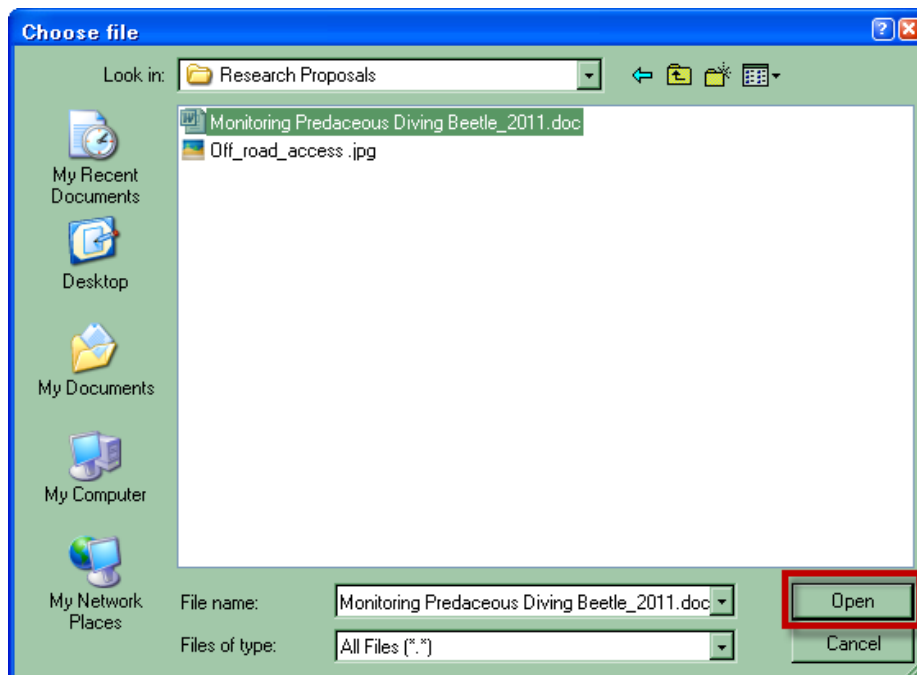 Choose file
Look in: Research Proposals
Monitoring Predaceous Diving Beetle_2011.doc
Off_road_access .jpg
My Recent
Documents
Desktop
My Documents
My Computer
My Network
Places
File name: Monitoring Predaceous Diving Beetle_2011.doc Open
Files of type: All Files (*.*) Cancel